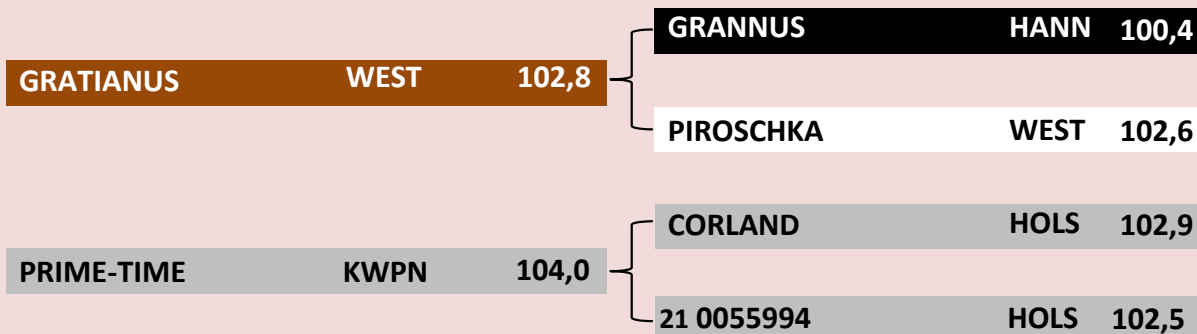 GRANNUS HANN 100,4
GRATIANUS WEST 102,8
PIROSCHKA WEST 102,6
CORLAND HOLS 102,9
PRIME-TIME KWPN 104,0
21 0055994 HOLS 102,5